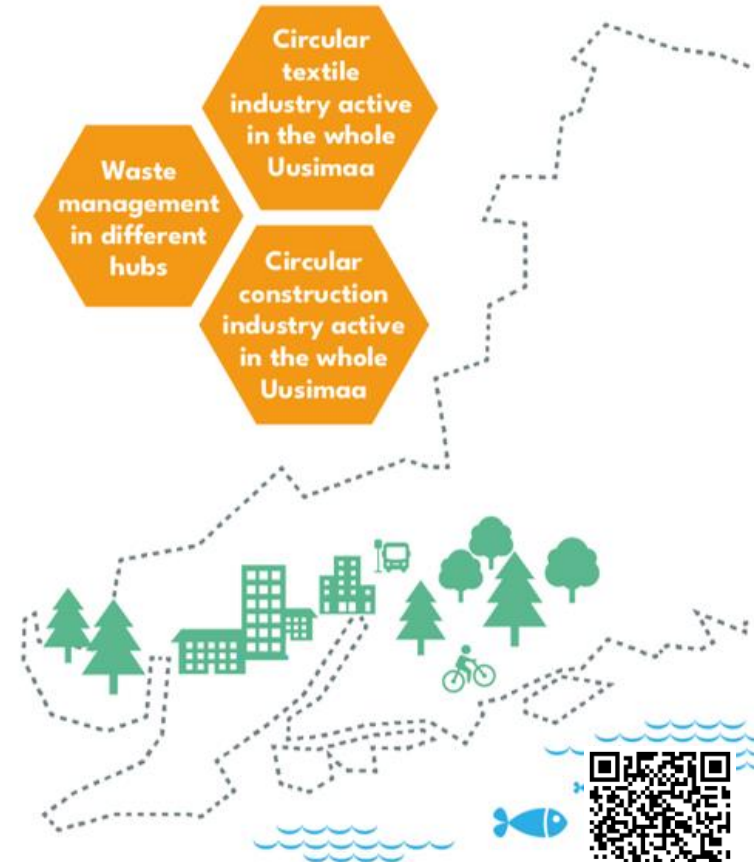 Circular
textile
industry active
in the whole
Uusimaa
Waste
management
in different
hubs
Circular
construction
industry active
in the whole
Uusimaa